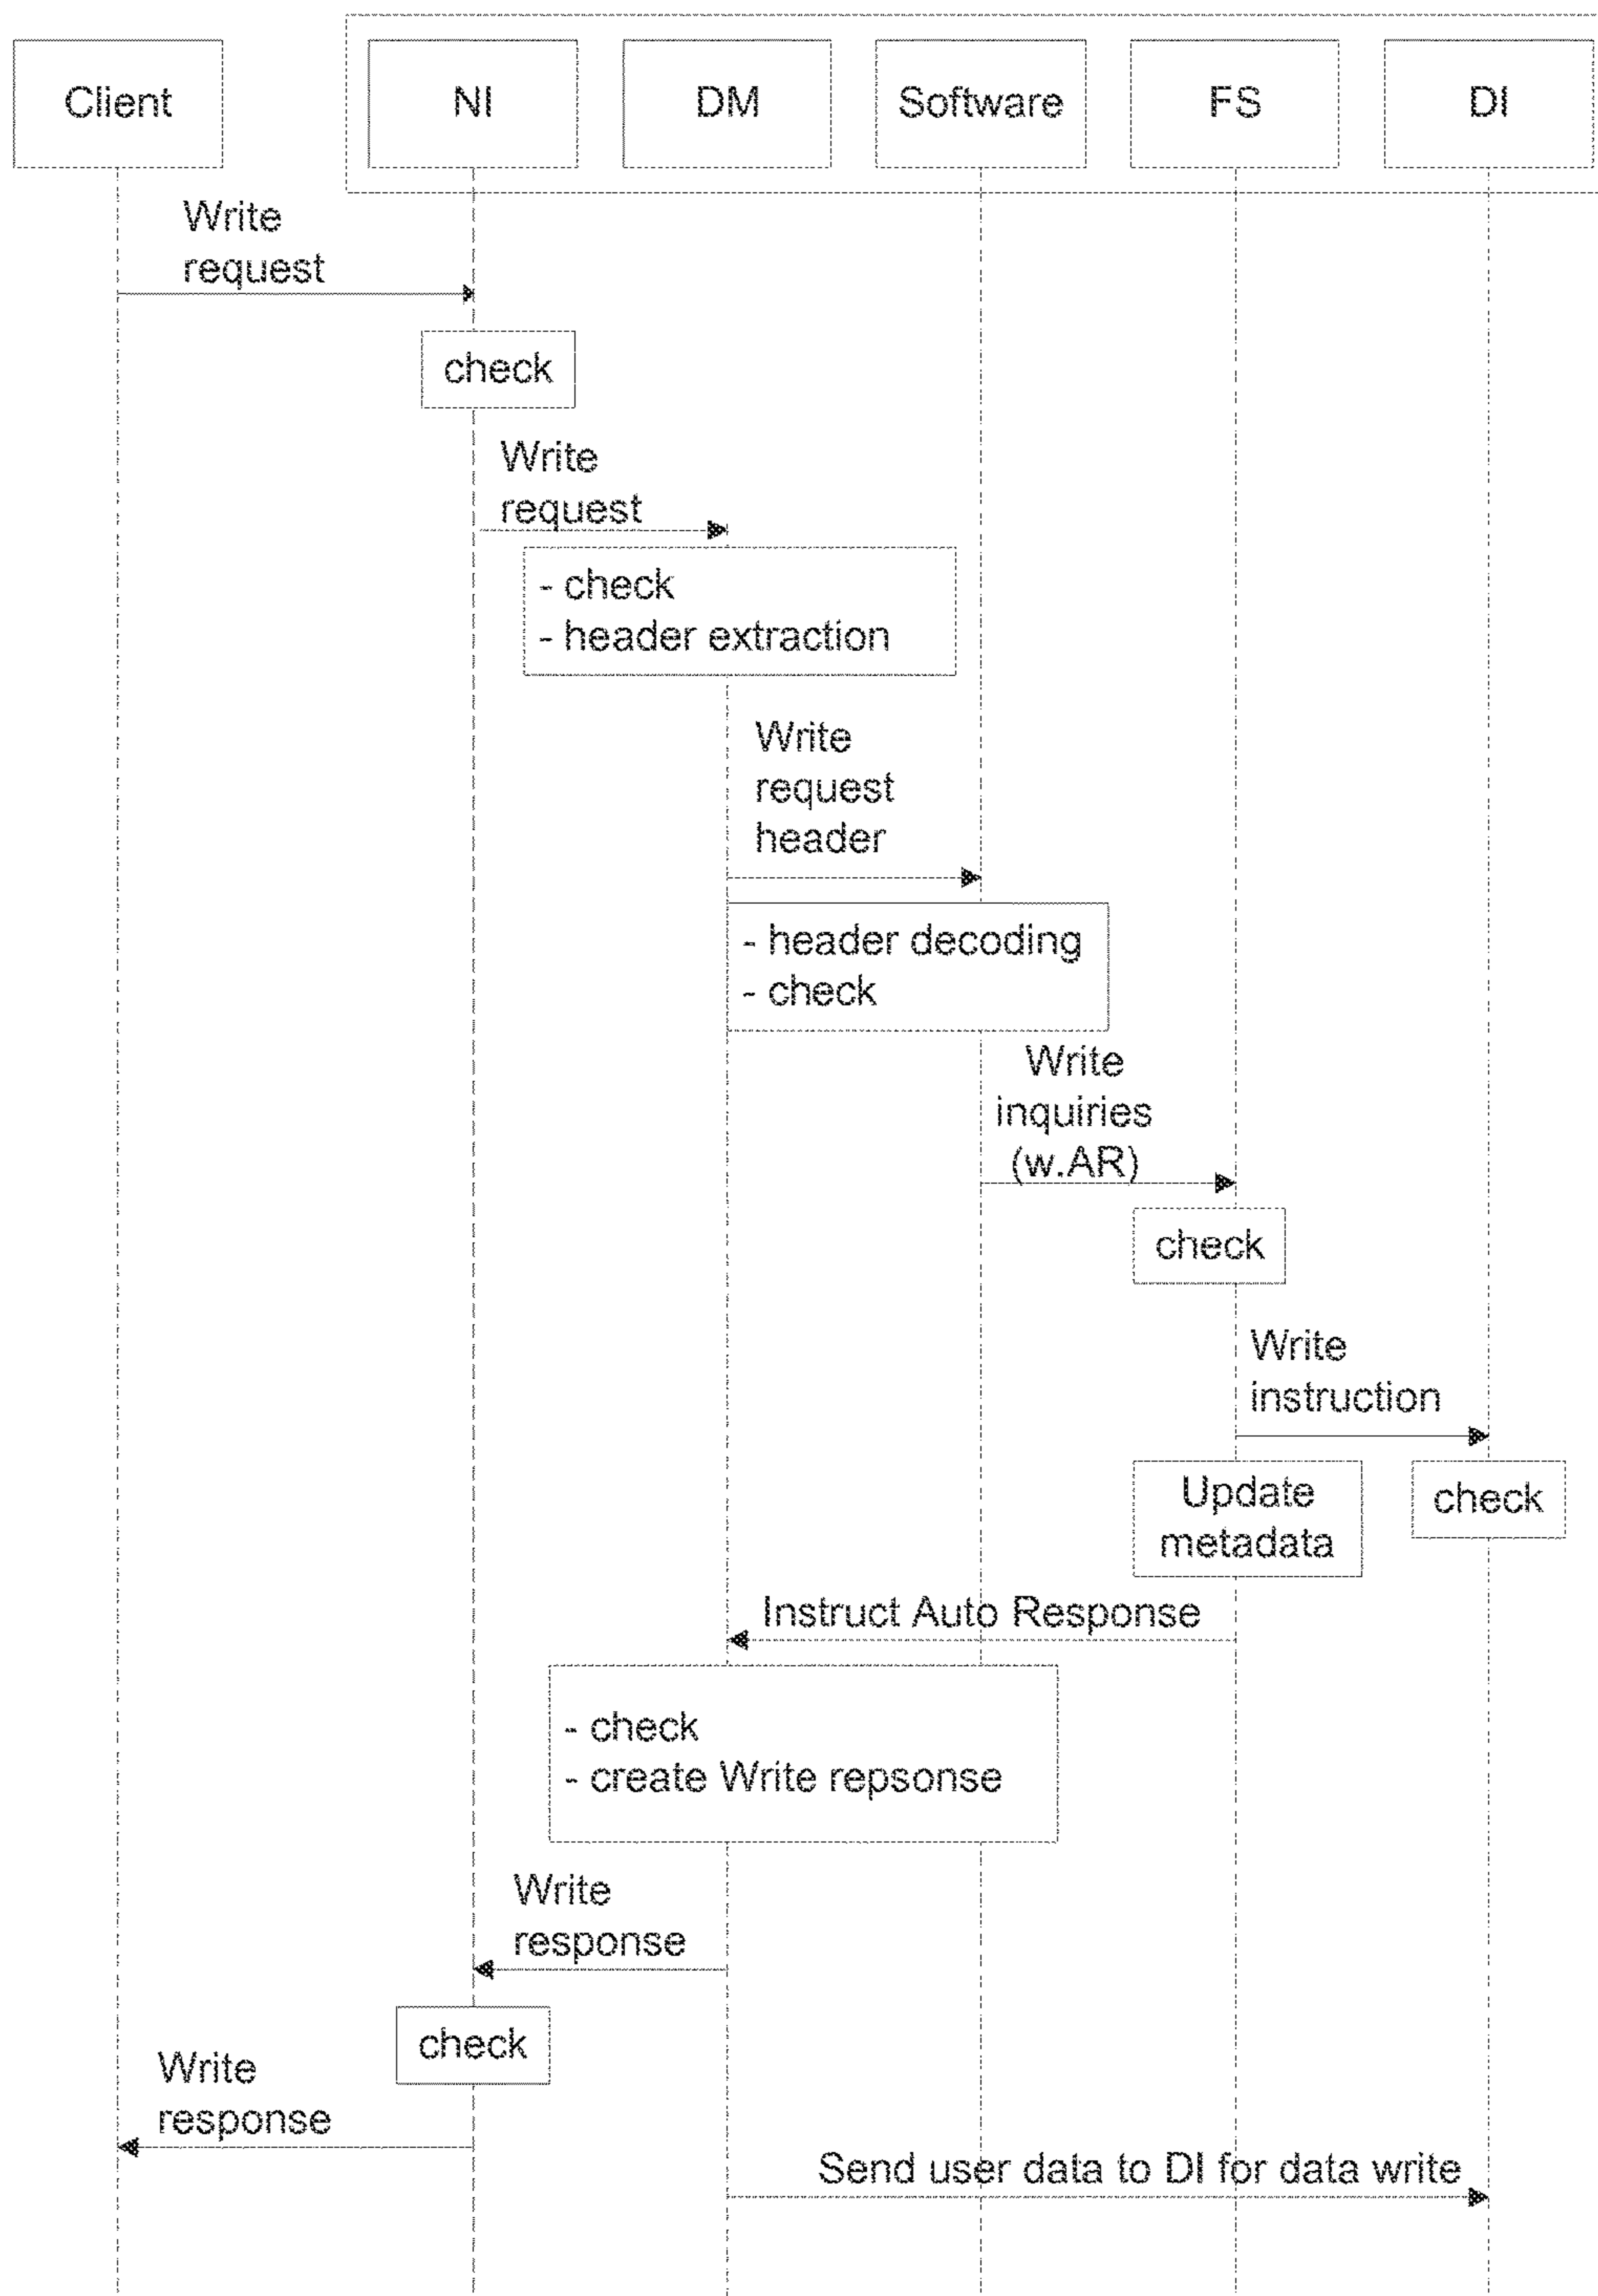 Client
NI
DM
Software
FS
DI
Write
request
check
Write
request
- check
- header extraction
Write
request
header
- header decoding
- check
Write
inquiries
(w.AR)
check
Write
instruction
Update
metadata
check
Instruct Auto Response
- check
- create Write repsonse
Write
response
check
Write
response
Send user data to DI for data write